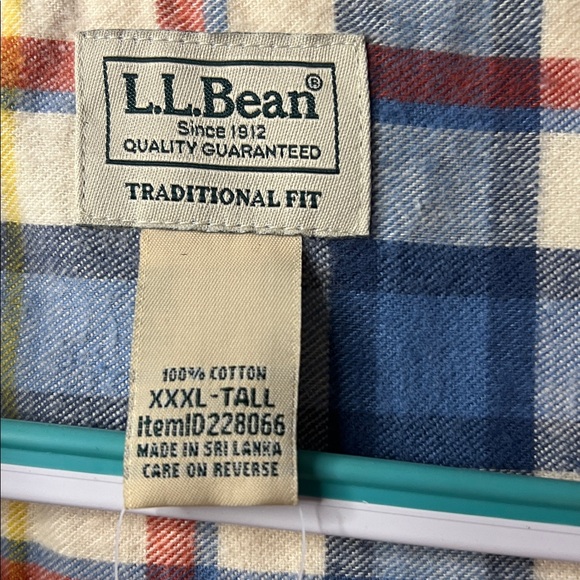 L.L.Bean®
Since 1912
QUALITY GUARANTEED
TRADITIONAL FIT
100% COTTON
XXXL-TALL
ItemID228066
MADE IN SRI LANKA
CARE ON REVERSE